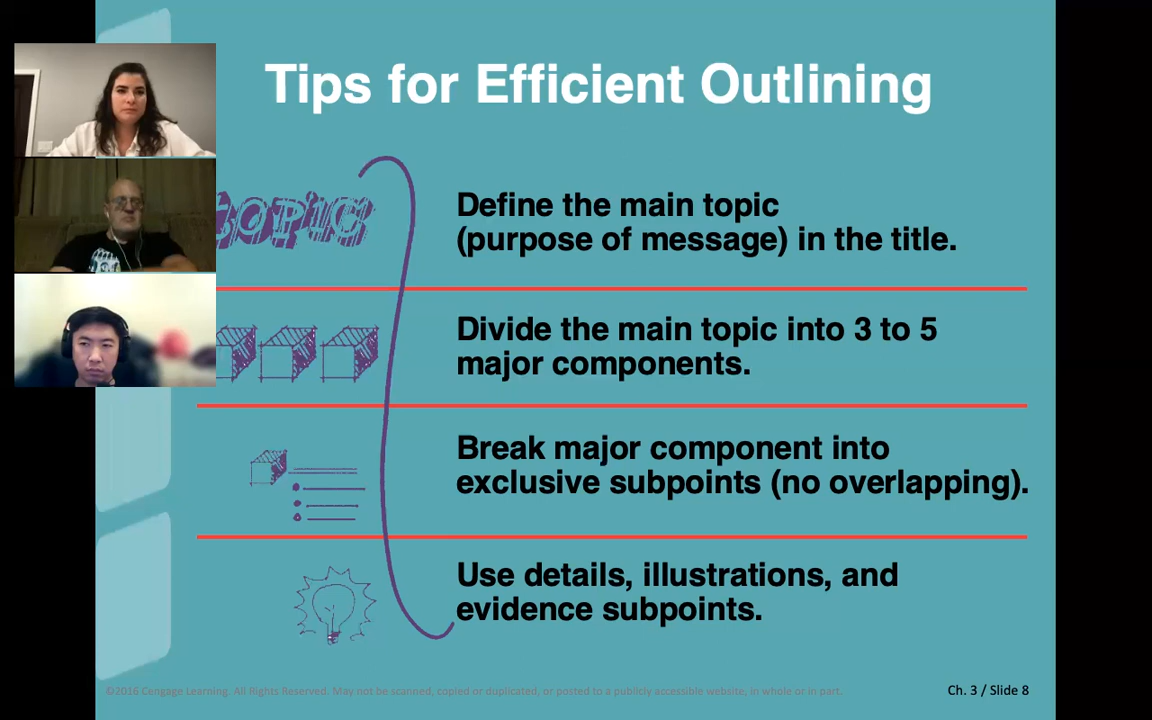 Tips for Efficient Outlining
TOPIC
Define the main topic
(purpose of message) in the title.
Divide the main topic into 3 to 5
major components.
Break major component into
exclusive subpoints (no overlapping).
Use details, illustrations, and
evidence subpoints.
©2016 Cengage Learning. All Rights Reserved. May not be scanned, copied or duplicated, or posted to a publicly accessible website, in whole or in part.
Ch. 3 / Slide 8